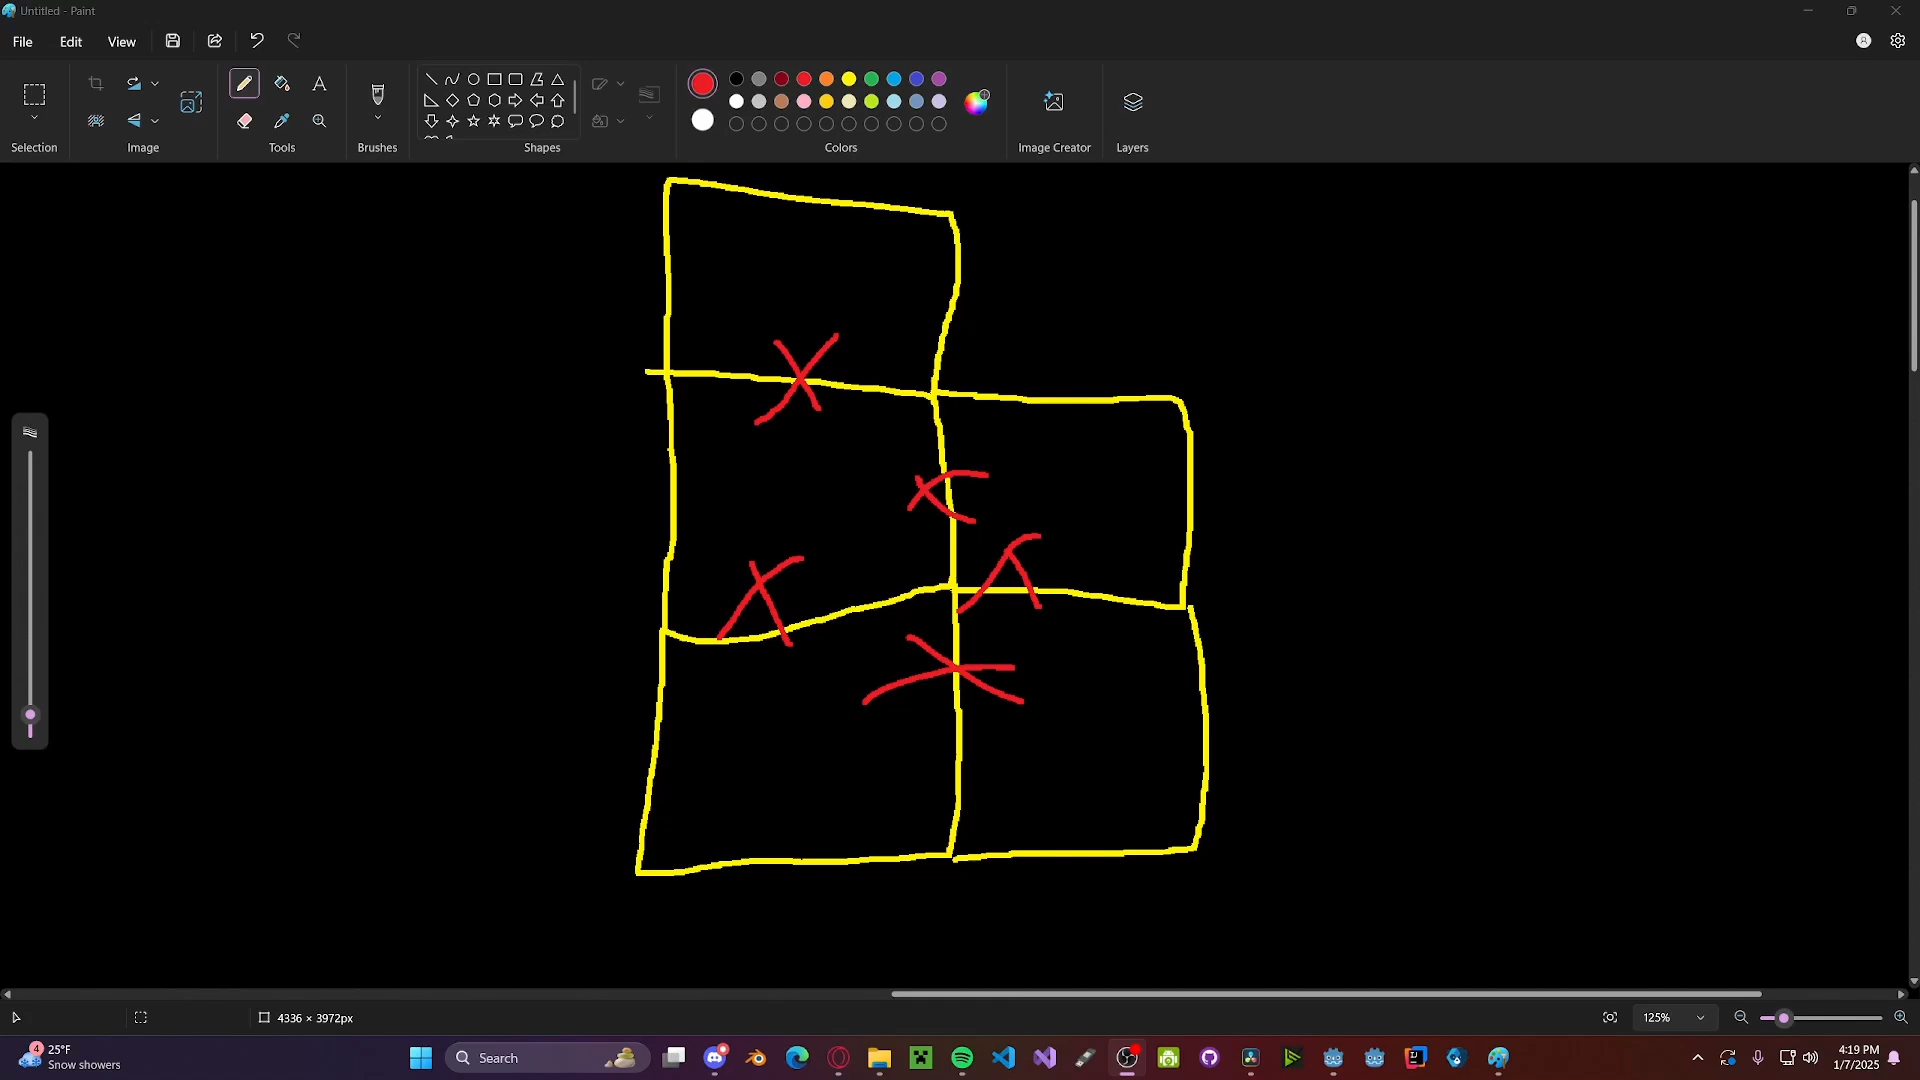 Untitled - Paint
File Edit View
Selection Image Tools Brushes Shapes Colors Image Creator Layers
4336 × 3972px 125%
4 25°F Search 4:19 PM
Snow showers 1/7/2025